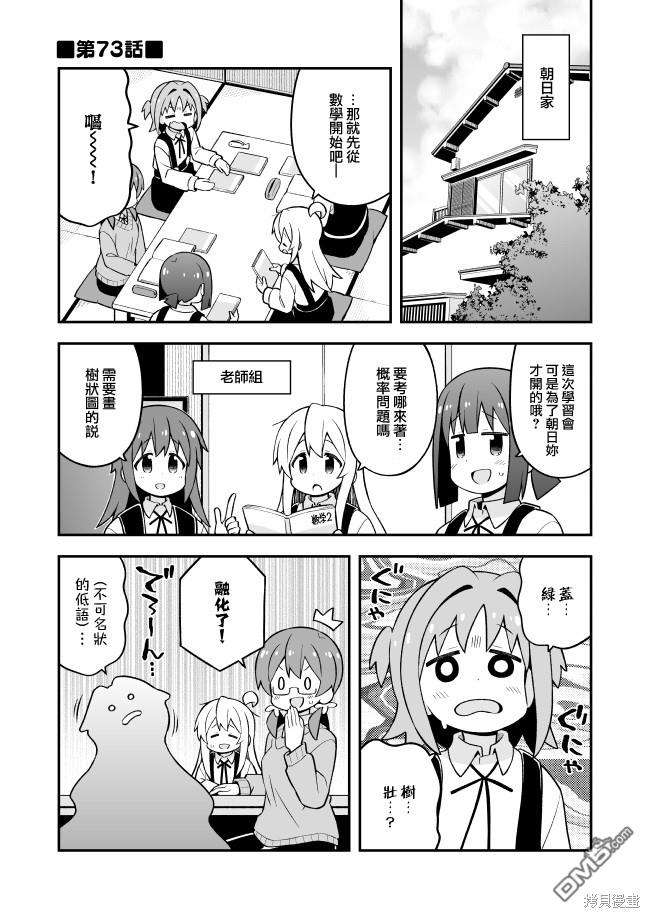 ■第73話■
朝日家
…那就先從
數學開始吧—
嘔～～～！
這次學習會
可是為了朝日妳
才開的哦？
要考哪來著…
概率問題嗎
老師組
需要畫
樹狀圖的說
数学2
蓋…
綠…
ぐにゃ
ぐにゃ
樹…
壯…？
融化了！
で～～ん…
(不可名狀
的低語)…
DM5.com
拷貝漫畫